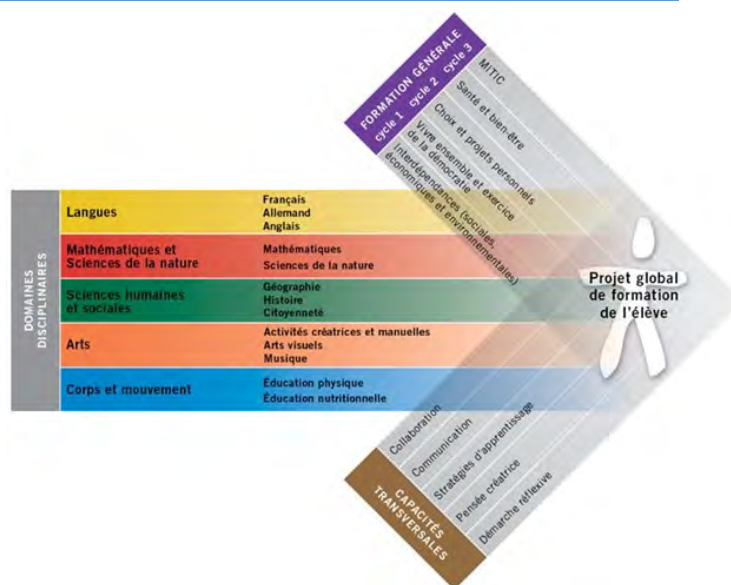 FORMATION GÉNÉRALE
cycle 1 cycle 2 cycle 3
MITIC
Santé et bien-être
Choix et projets personnels
Vivre ensemble et exercice
de la démocratie
Interdépendances (sociales,
économiques et environnementales)
DOMAINES
DISCIPLINAIRES
Langues
Français
Allemand
Anglais
Mathématiques et
Sciences de la nature
Mathématiques
Sciences de la nature
Sciences humaines
et sociales
Géographie
Histoire
Citoyenneté
Arts
Activités créatrices et manuelles
Arts visuels
Musique
Corps et mouvement
Éducation physique
Éducation nutritionnelle
Projet global
de formation
de l'élève
Collaboration
Communication
Stratégies d'apprentissage
Pensée créatrice
Démarche réflexive
CAPACITÉS
TRANSVERSALES